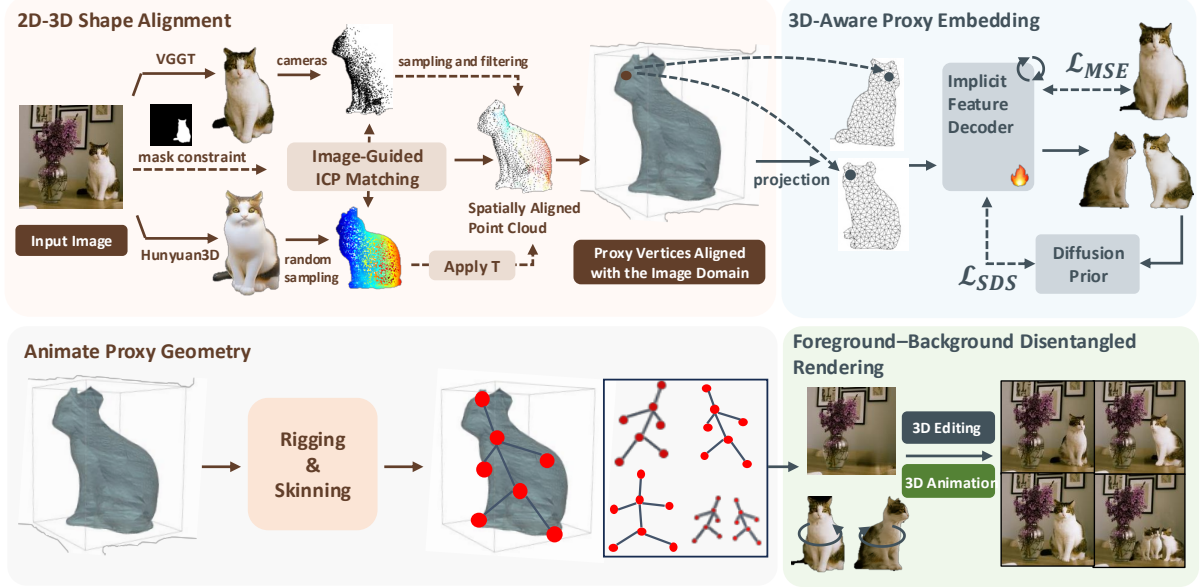 2D-3D Shape Alignment
VGGT
cameras
sampling and filtering
mask constraint
Image-Guided
ICP Matching
Input Image
Hunyuan3D
random
sampling
Apply T
Spatially Aligned
Point Cloud
Proxy Vertices Aligned
with the Image Domain
projection
3D-Aware Proxy Embedding
Implicit
Feature
Decoder
ℒMSE
ℒSDS
Diffusion
Prior
Animate Proxy Geometry
Rigging
&
Skinning
Foreground–Background Disentangled
Rendering
3D Editing
3D Animation